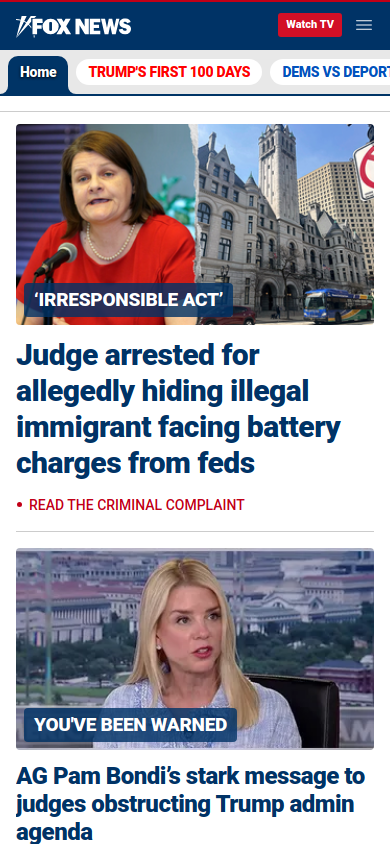 FOX NEWS
Watch TV
Home
TRUMP'S FIRST 100 DAYS
DEMS VS DEPORT
‘IRRESPONSIBLE ACT’
Judge arrested for
allegedly hiding illegal
immigrant facing battery
charges from feds
• READ THE CRIMINAL COMPLAINT
YOU'VE BEEN WARNED
AG Pam Bondi’s stark message to
judges obstructing Trump admin
agenda